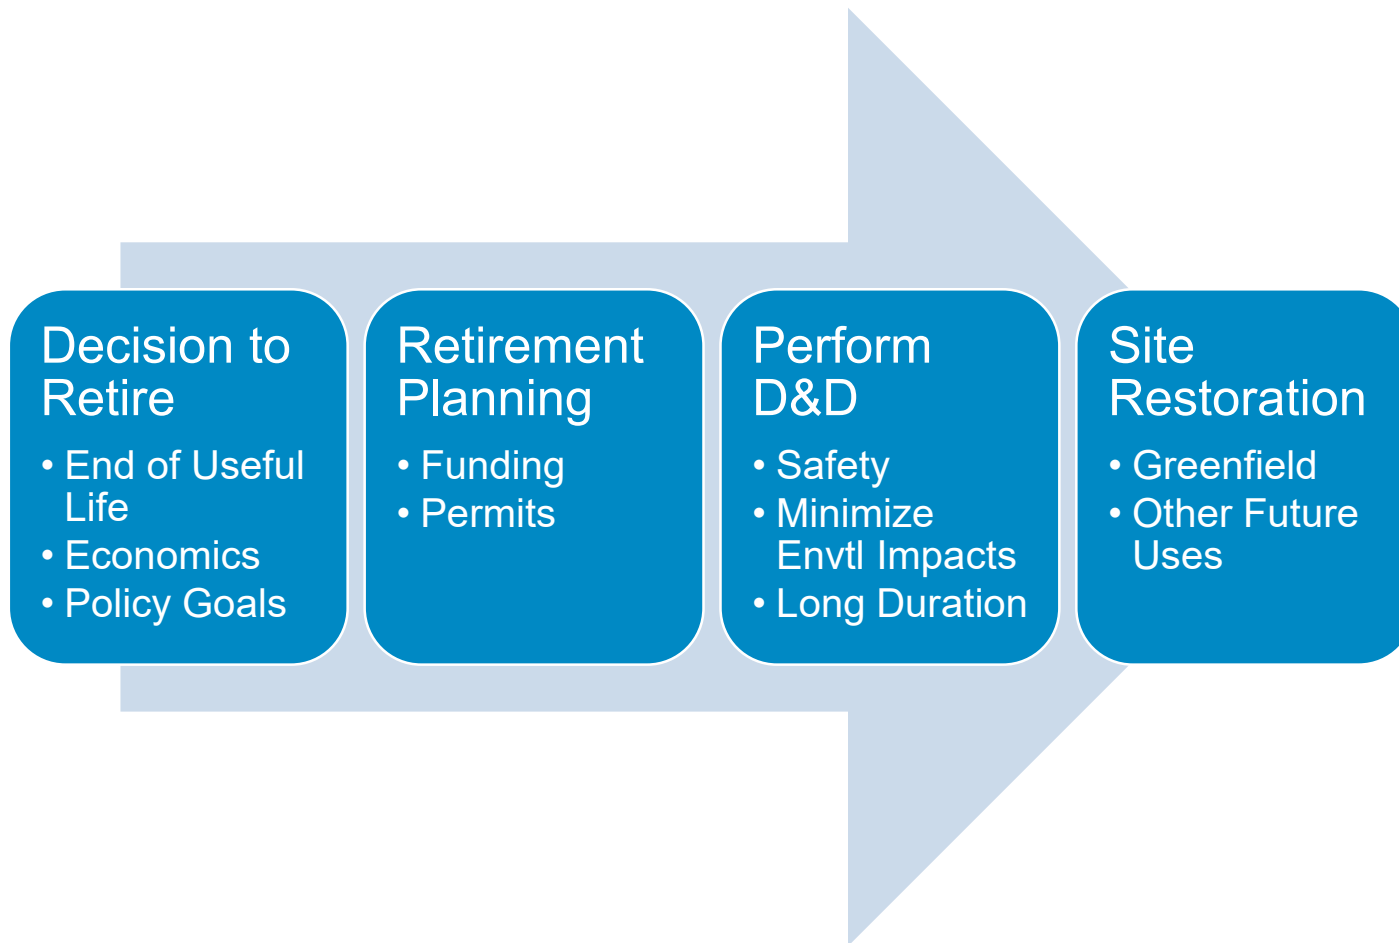 Decision to
Retire
• End of Useful
Life
• Economics
• Policy Goals
Retirement
Planning
• Funding
• Permits
Perform
D&D
• Safety
• Minimize
Envtl Impacts
• Long Duration
Site
Restoration
• Greenfield
• Other Future
Uses